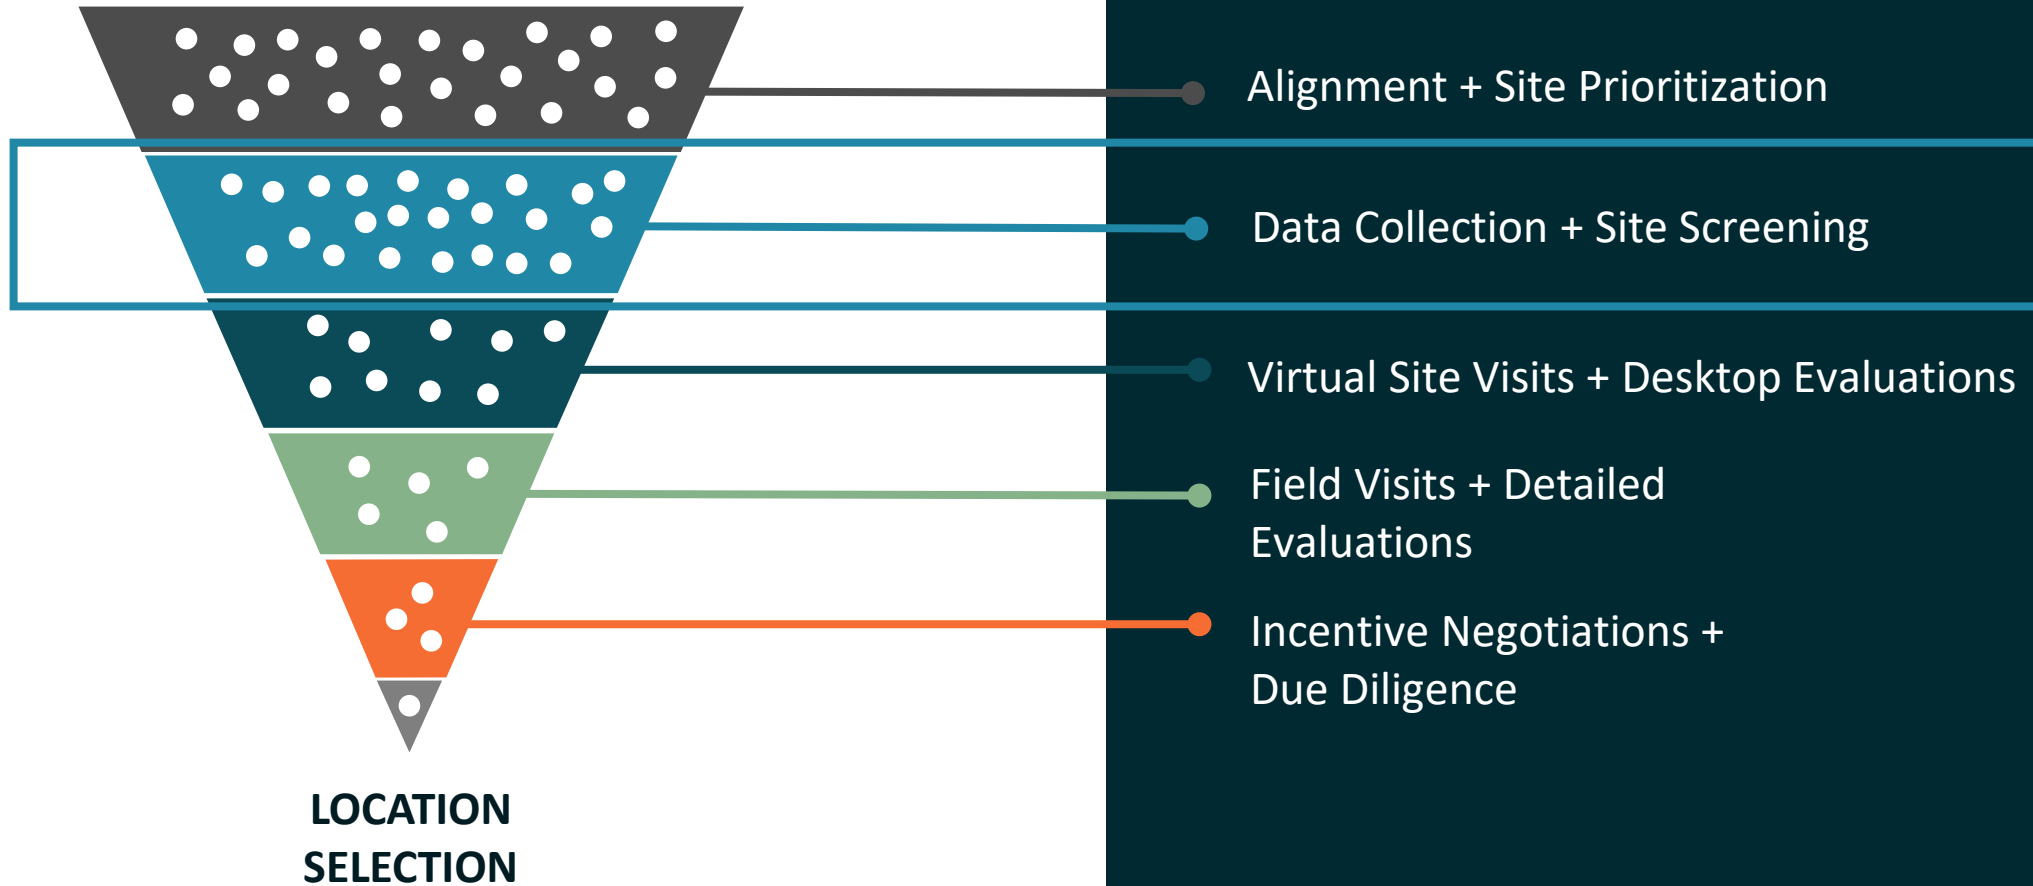 Alignment + Site Prioritization
Data Collection + Site Screening
Virtual Site Visits + Desktop Evaluations
Field Visits + Detailed
Evaluations
Incentive Negotiations +
Due Diligence
LOCATION
SELECTION